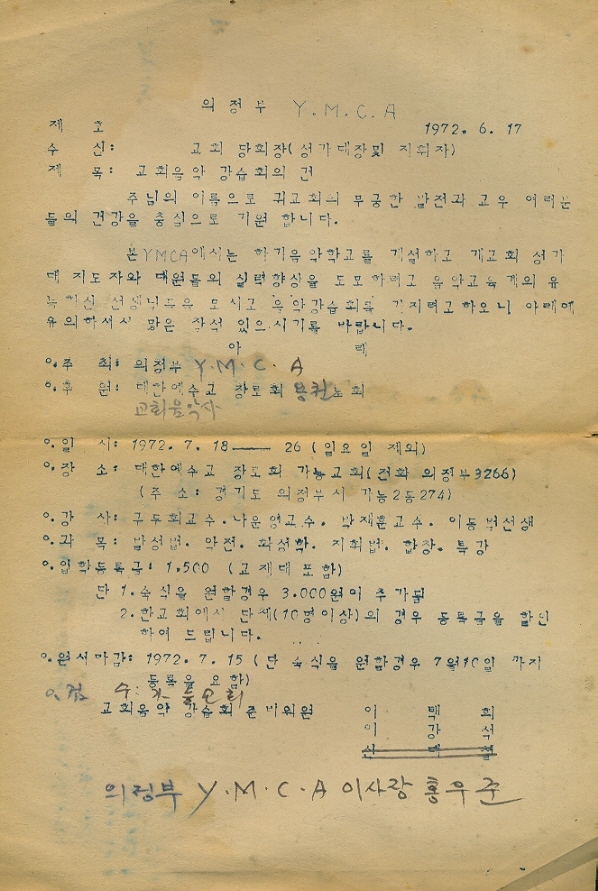 의정부 Y.M.C.A
제 호 1972. 6. 17
수 신: 교회 당회장(성가대장및 지휘자)
제 목: 교회음악 강습회의 건
주님의 이름으로 귀교회의 무궁한 발전과 교우 여러분
들의 건강을 충심으로 기원 합니다.
본YMCA에서는 하기음악학교를 개설하고 개교회 성가
대 지도자와 대원들의 실력향상을 도모하려고 음악교육계의 유
능하신 선생님들을 모시고 음악강습회를 가지려고하오니 아래에
유의하셔서 많은 참석 있으시기를 바랍니다.
아 래
ㅇ.주 최: 의정부 Y.M.C.A
ㅇ.후 원: 대한예수교 장로회 노회
교회음악사
ㅇ.일 시: 1972. 7. 18 — 26 (일요일 제외)
ㅇ.장 소: 대한예수교 장로회 가능교회(전화 의정부3266)
(주 소: 경기도 의정부시 가능2동274)
ㅇ.강 사: 구두회교수. 나운영교수. 박재훈교수. 이동범선생
ㅇ.과 목: 발성법. 악전. 화성학. 지휘법. 합창. 특강
ㅇ.입학등록금: 1,500 (교재대 포함)
단 1.숙식을 원할경우 3.000원이 추가됨
2.한교회에서 단체(10명이상)의 경우 등록금을 할인
하여 드립니다.
ㅇ.원서마감: 1972. 7. 15 (단 숙식을 원할경우 7월10일 까지
등록을 요함)
ㅇ.접 수:
교회음악 강습회준비위원 이 택 희
이 강 석
의정부 Y.M.C.A 이사장 홍우준